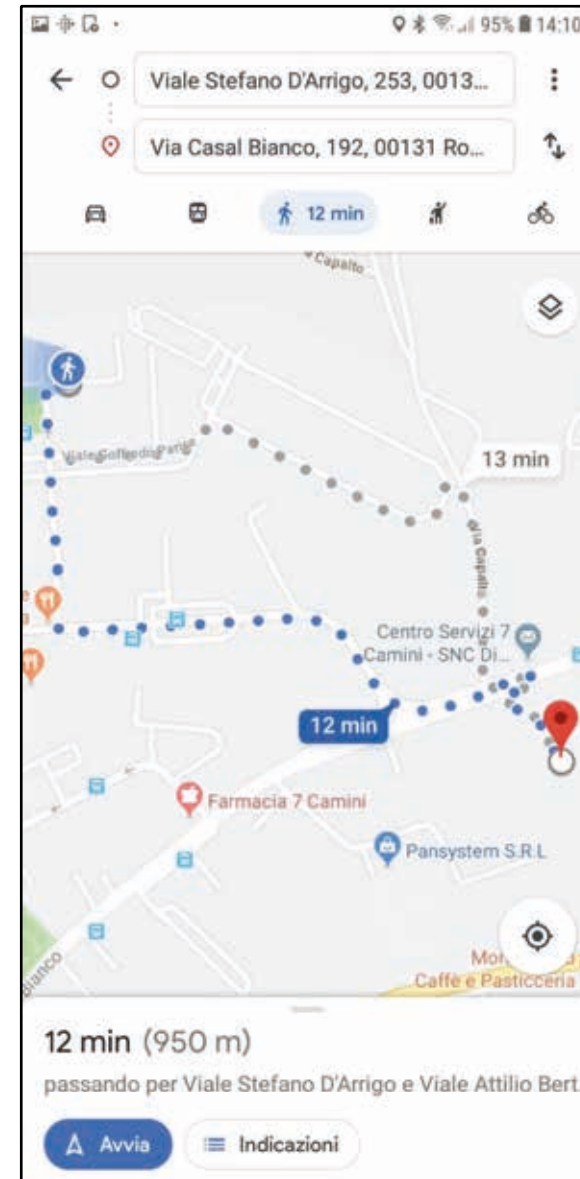 95% 14:10
Viale Stefano D'Arrigo, 253, 0013...
Via Casal Bianco, 192, 00131 Ro...
12 min
Capalto
Viale Goffredo Parise
13 min
Via Capalto
Centro Servizi 7
Camini - SNC Di...
12 min
Farmacia 7 Camini
Pansystem S.R.L
Bianco
Caffè e Pasticceria
12 min (950 m)
passando per Viale Stefano D'Arrigo e Viale Attilio Bert.
Avvia
Indicazioni